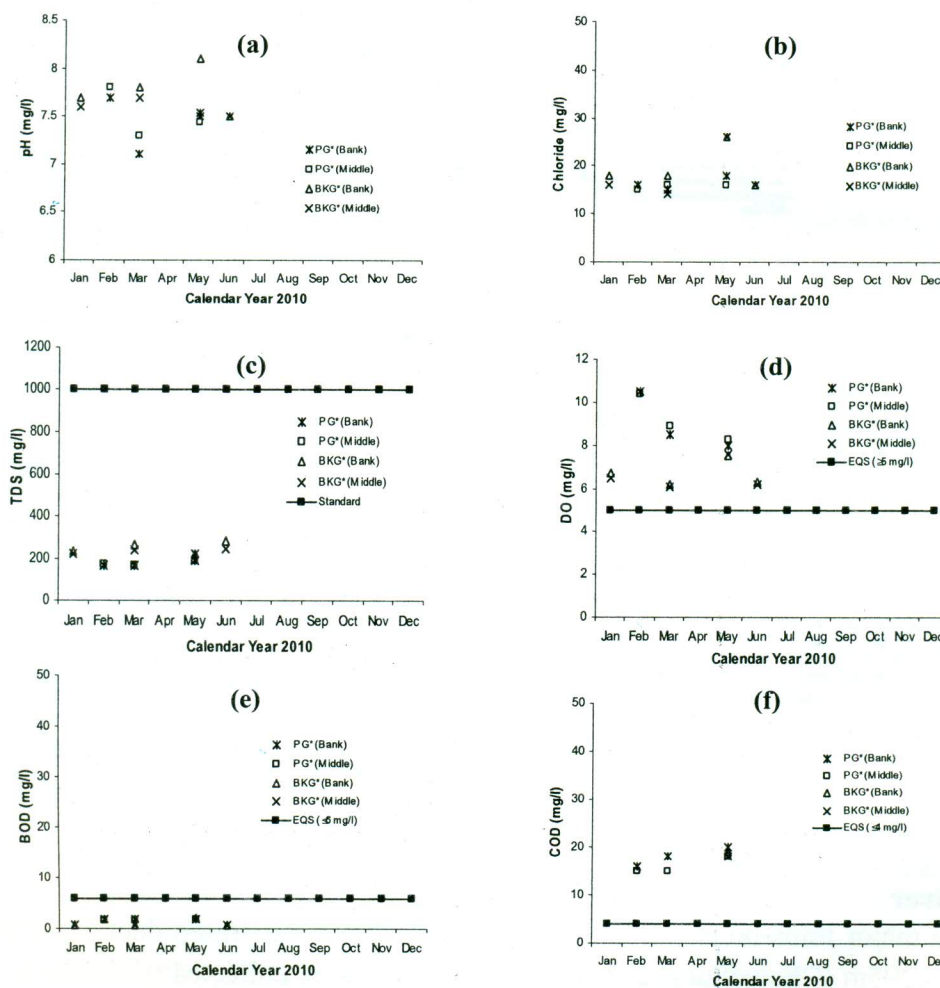 (a)
8.5
8
7.5
7
6.5
6
pH (mg/l)
PG*(Bank)
PG*(Middle)
BKG*(Bank)
BKG*(Middle)
Jan Feb Mar Apr May Jun Jul Aug Sep Oct Nov Dec
Calendar Year 2010
(b)
50
40
30
20
10
0
Chloride (mg/l)
PG*(Bank)
PG*(Middle)
BKG*(Bank)
BKG*(Middle)
Jan Feb Mar Apr May Jun Jul Aug Sep Oct Nov Dec
Calendar Year 2010
(c)
1200
1000
800
600
400
200
0
TDS (mg/l)
PG*(Bank)
PG*(Middle)
BKG*(Bank)
BKG*(Middle)
Standard
Jan Feb Mar Apr May Jun Jul Aug Sep Oct Nov Dec
Calendar Year 2010
(d)
12
10
8
6
4
2
0
DO (mg/l)
PG*(Bank)
PG*(Middle)
BKG*(Bank)
BKG*(Middle)
EQS (≥5 mg/l)
Jan Feb Mar Apr May Jun Jul Aug Sep Oct Nov Dec
Calendar Year 2010
(e)
50
40
30
20
10
0
BOD (mg/l)
PG*(Bank)
PG*(Middle)
BKG*(Bank)
BKG*(Middle)
EQS (≤6 mg/l)
Jan Feb Mar Apr May Jun Jul Aug Sep Oct Nov Dec
Calendar Year 2010
(f)
50
40
30
20
10
0
COD (mg/l)
PG*(Bank)
PG*(Middle)
BKG*(Bank)
BKG*(Middle)
EQS (≤4 mg/l)
Jan Feb Mar Apr May Jun Jul Aug Sep Oct Nov De
Calendar Year 2010